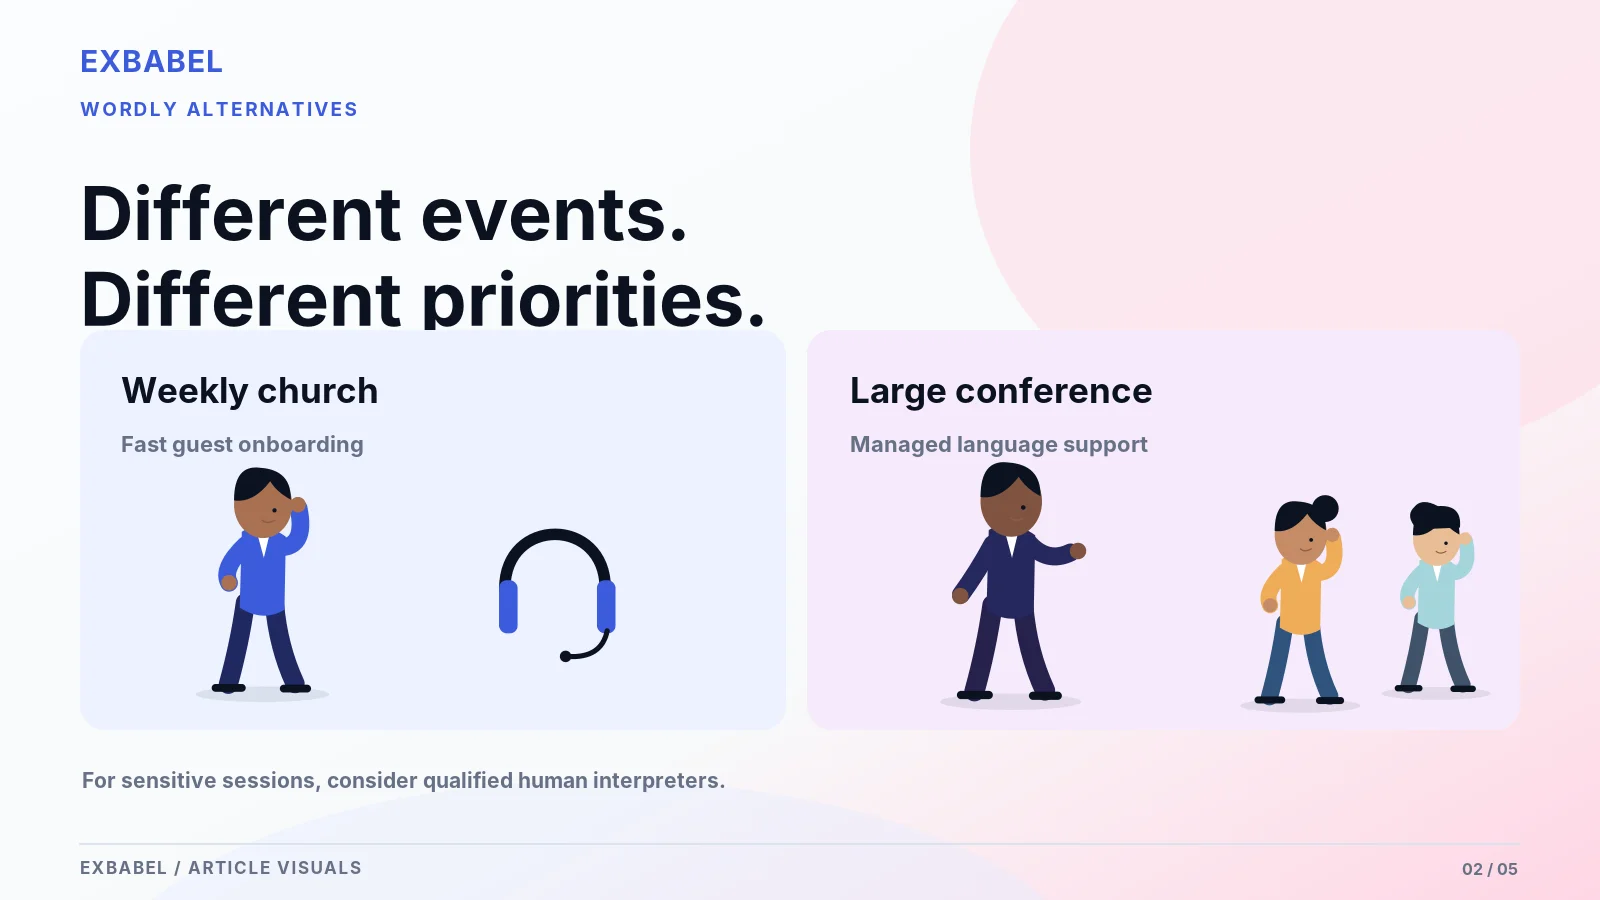 EXBABEL
WORDLY ALTERNATIVES
Different events.
Different priorities.
Weekly church
Fast guest onboarding
Large conference
Managed language support
For sensitive sessions, consider qualified human interpreters.
EXBABEL / ARTICLE VISUALS
02 / 05